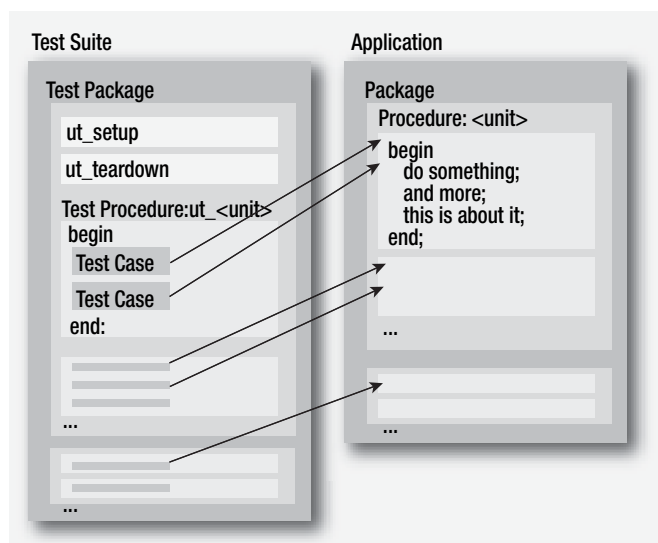 Test Suite
Test Package
ut_setup
ut_teardown
Test Procedure:ut_<unit>
begin
Test Case
Test Case
end:
...
...
Application
Package
Procedure: <unit>
begin
do something;
and more;
this is about it;
end;
...
...